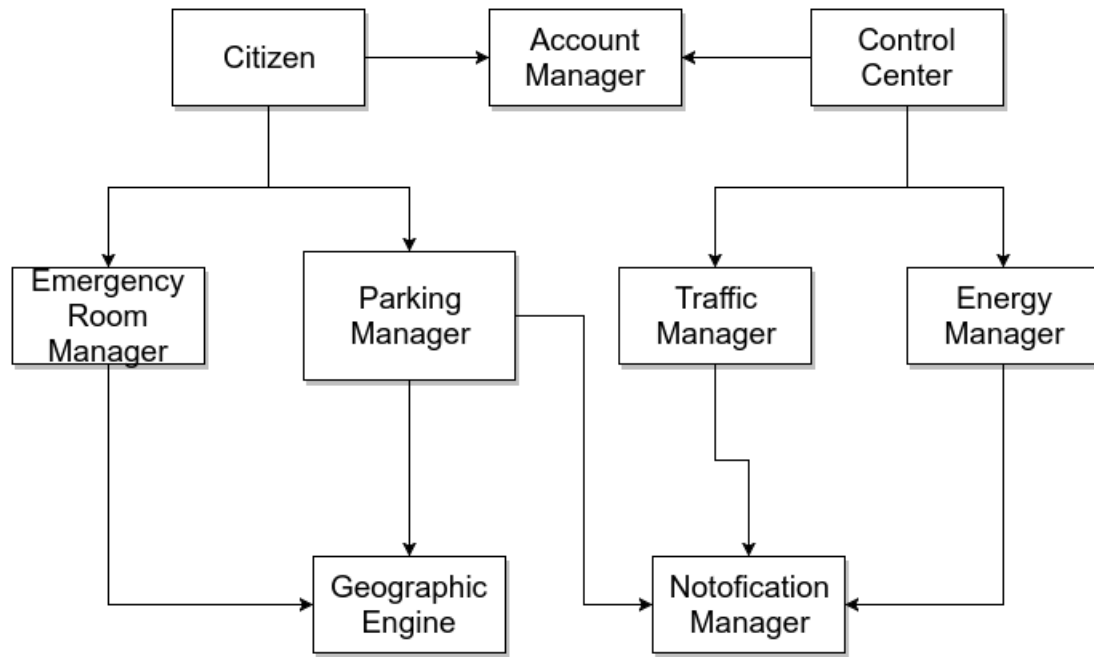 Citizen
Account
Manager
Control
Center
Emergency
Room
Manager
Parking
Manager
Traffic
Manager
Energy
Manager
Geographic
Engine
Notofication
Manager